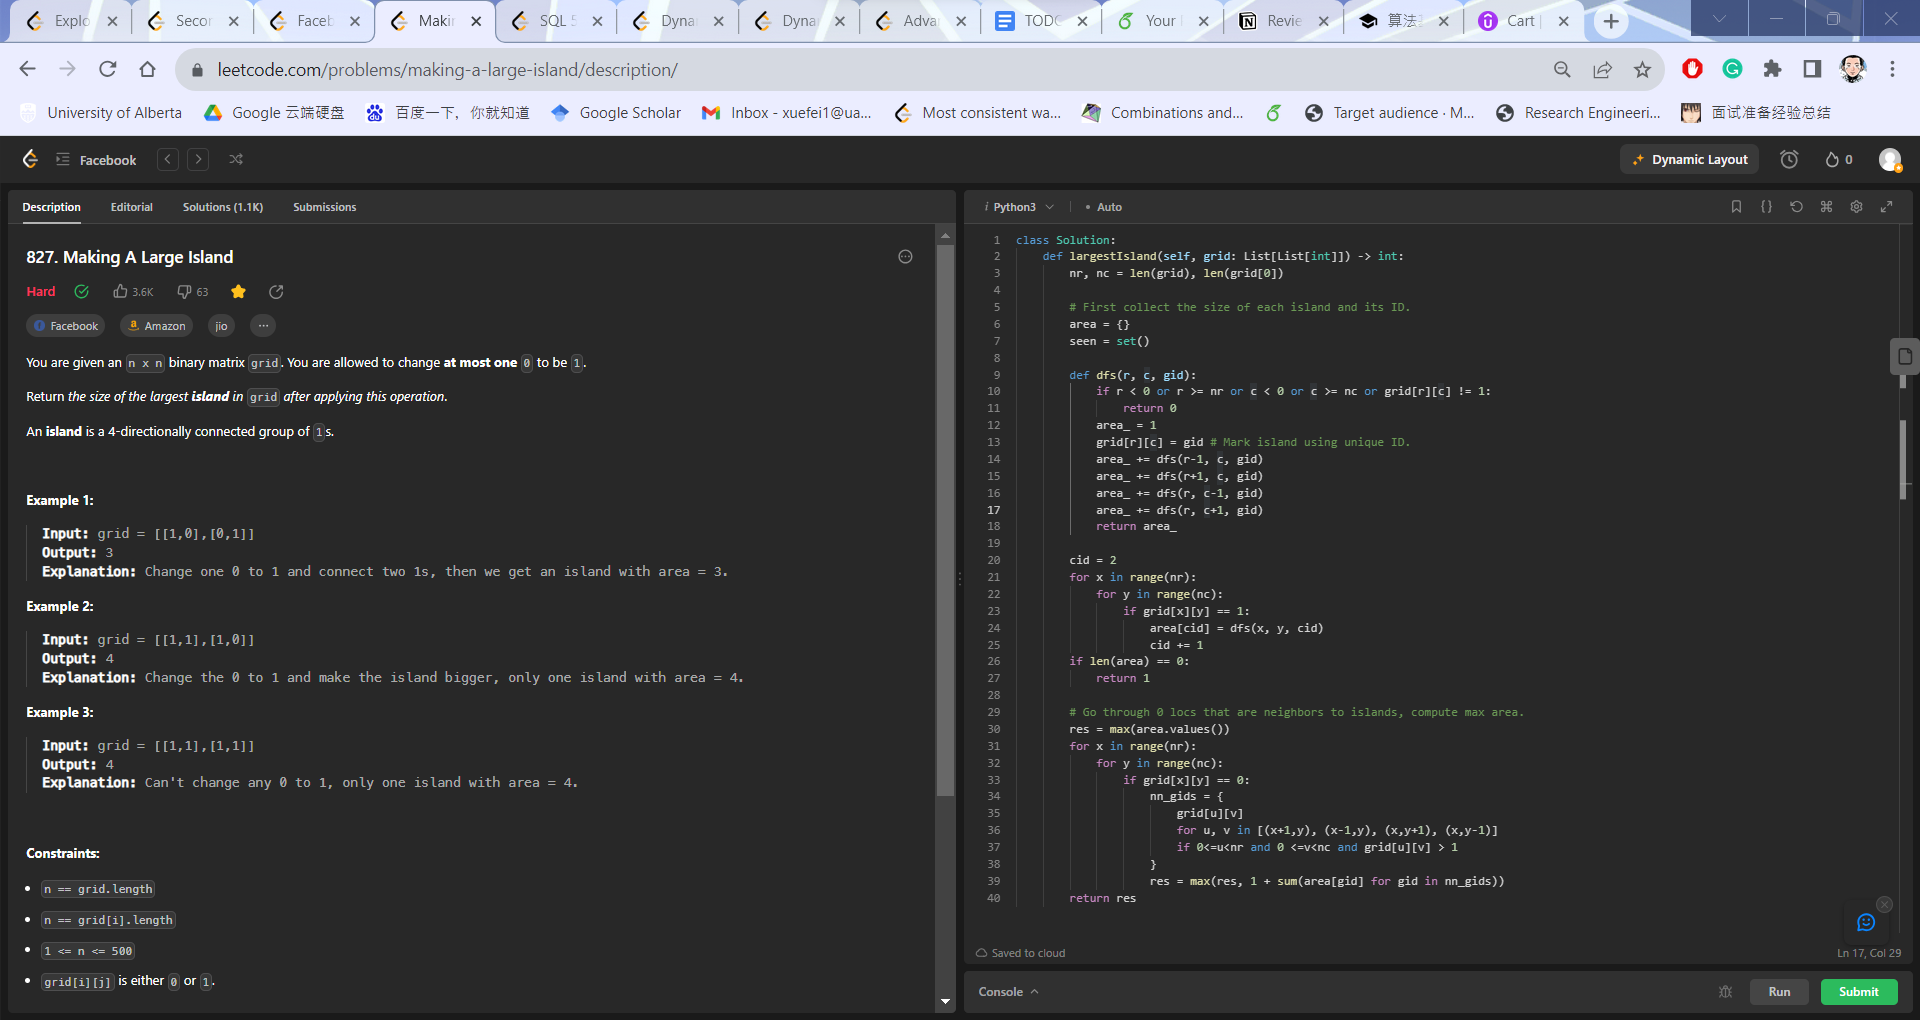 Explo
Secor
Faceb
Makin
SQL 5
Dyna
Dyna
Adva
TODO
Your
Revie
算法
Cart
leetcode.com/problems/making-a-large-island/description/
University of Alberta
Google 云端硬盘
百度一下，你就知道
Google Scholar
Inbox - xuefei1@ua...
Most consistent wa...
Combinations and...
Target audience · M...
Research Engineeri...
面试准备经验总结
Facebook
Dynamic Layout
0
Description
Editorial
Solutions (1.1K)
Submissions
827. Making A Large Island
Hard
3.6K
63
Facebook
Amazon
jio
...
You are given an n x n binary matrix grid. You are allowed to change at most one 0 to be 1.
Return the size of the largest island in grid after applying this operation.
An island is a 4-directionally connected group of 1s.
Example 1:
Input: grid = [[1,0],[0,1]]
Output: 3
Explanation: Change one 0 to 1 and connect two 1s, then we get an island with area = 3.
Example 2:
Input: grid = [[1,1],[1,0]]
Output: 4
Explanation: Change the 0 to 1 and make the island bigger, only one island with area = 4.
Example 3:
Input: grid = [[1,1],[1,1]]
Output: 4
Explanation: Can't change any 0 to 1, only one island with area = 4.
Constraints:
• n == grid.length
• n == grid[i].length
• 1 <= n <= 500
• grid[i][j] is either 0 or 1.
i Python3
• Auto
1 class Solution:
2 def largestIsland(self, grid: List[List[int]]) -> int:
3 nr, nc = len(grid), len(grid[0])
4
5 # First collect the size of each island and its ID.
6 area = {}
7 seen = set()
8
9 def dfs(r, c, gid):
10 if r < 0 or r >= nr or c < 0 or c >= nc or grid[r][c] != 1:
11 return 0
12 area_ = 1
13 grid[r][c] = gid # Mark island using unique ID.
14 area_ += dfs(r-1, c, gid)
15 area_ += dfs(r+1, c, gid)
16 area_ += dfs(r, c-1, gid)
17 area_ += dfs(r, c+1, gid)
18 return area_
19
20 cid = 2
21 for x in range(nr):
22 for y in range(nc):
23 if grid[x][y] == 1:
24 area[cid] = dfs(x, y, cid)
25 cid += 1
26 if len(area) == 0:
27 return 1
28
29 # Go through 0 locs that are neighbors to islands, compute max area.
30 res = max(area.values())
31 for x in range(nr):
32 for y in range(nc):
33 if grid[x][y] == 0:
34 nn_gids = {
35 grid[u][v]
36 for u, v in [(x+1,y), (x-1,y), (x,y+1), (x,y-1)]
37 if 0<=u<nr and 0 <=v<nc and grid[u][v] > 1
38 }
39 res = max(res, 1 + sum(area[gid] for gid in nn_gids))
40 return res
Saved to cloud
Ln 17, Col 29
Console
Run
Submit